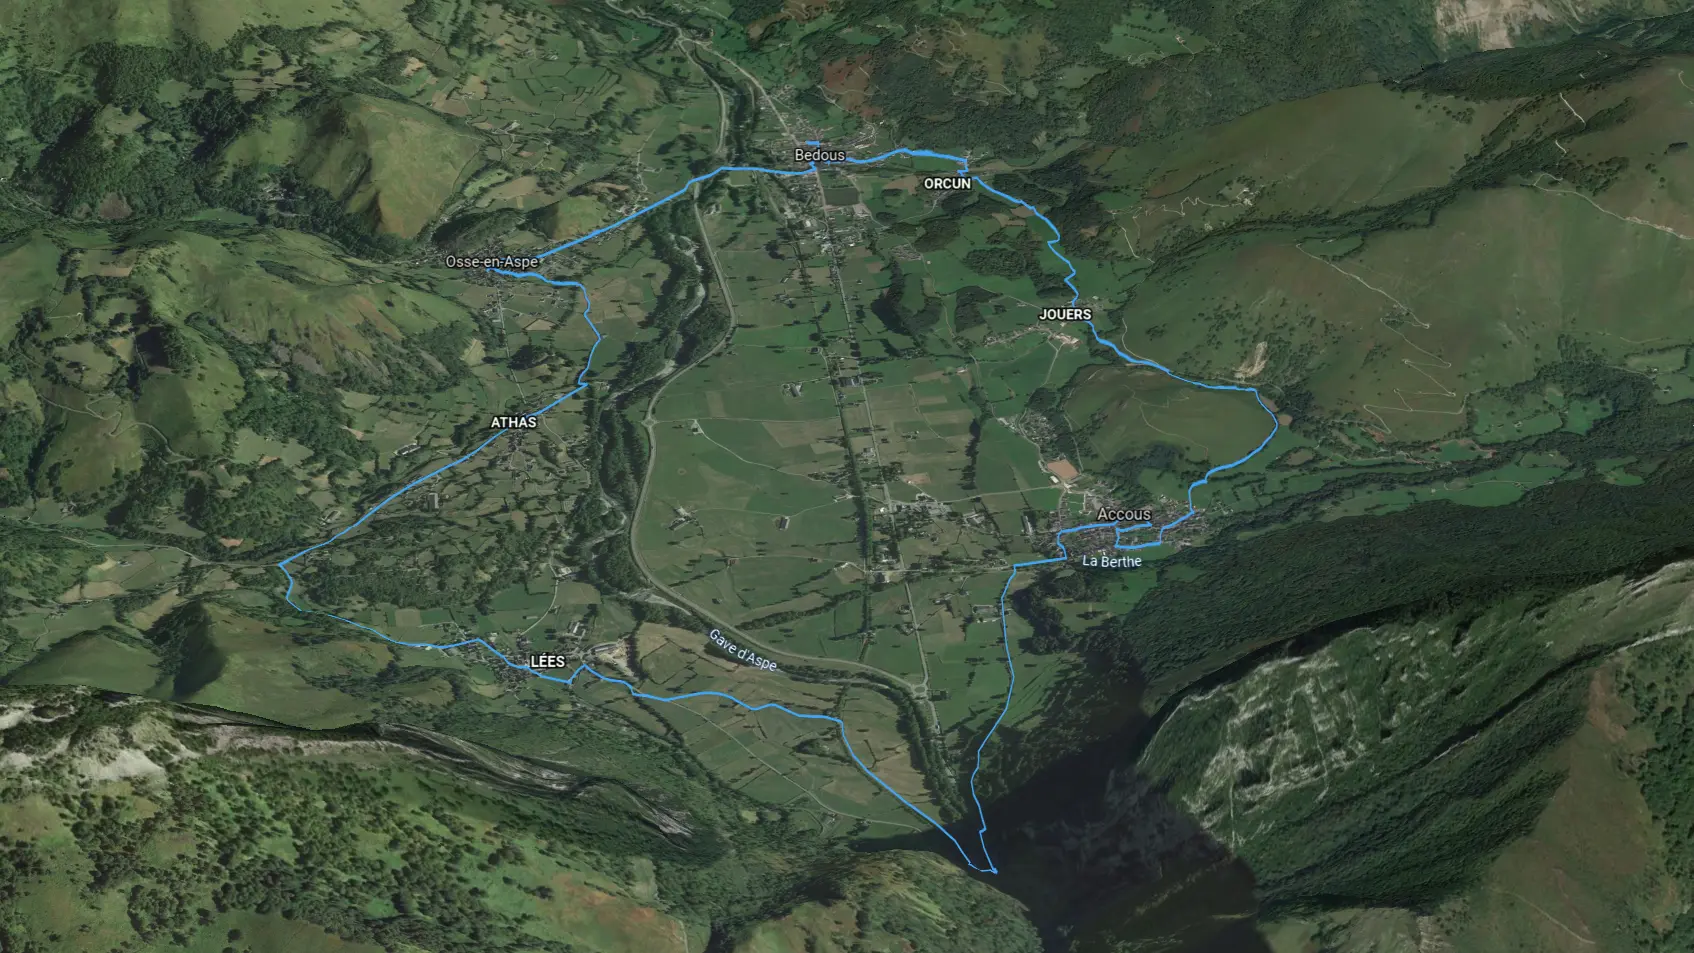 Bedous
ORCUN
Osse-en-Aspe
JOUERS
ATHAS
Accous
La Berthe
Gave d'Aspe
LÉES